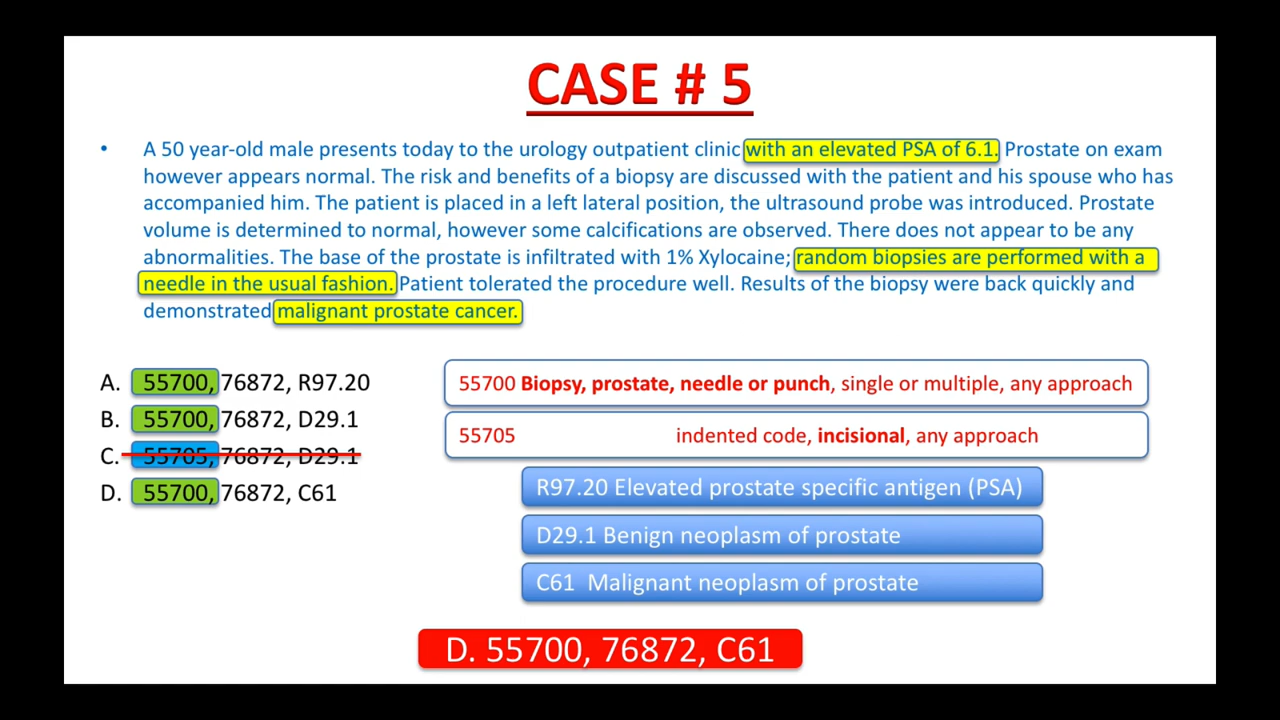 CASE # 5
• A 50 year-old male presents today to the urology outpatient clinic with an elevated PSA of 6.1. Prostate on exam
however appears normal. The risk and benefits of a biopsy are discussed with the patient and his spouse who has
accompanied him. The patient is placed in a left lateral position, the ultrasound probe was introduced. Prostate
volume is determined to normal, however some calcifications are observed. There does not appear to be any
abnormalities. The base of the prostate is infiltrated with 1% Xylocaine; random biopsies are performed with a
needle in the usual fashion. Patient tolerated the procedure well. Results of the biopsy were back quickly and
demonstrated malignant prostate cancer.
A. 55700, 76872, R97.20
B. 55700, 76872, D29.1
C. 55705, 76872, D29.1
D. 55700, 76872, C61
55700 Biopsy, prostate, needle or punch, single or multiple, any approach
55705 indented code, incisional, any approach
R97.20 Elevated prostate specific antigen (PSA)
D29.1 Benign neoplasm of prostate
C61 Malignant neoplasm of prostate
D. 55700, 76872, C61